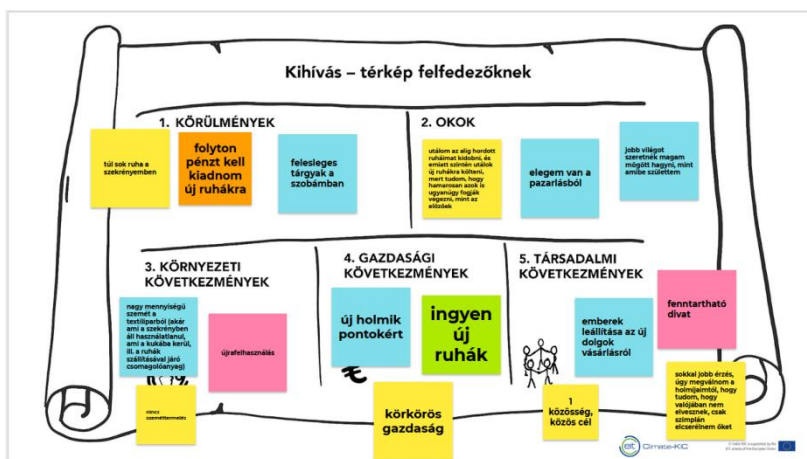 Kihívás – térkép felfedezőknek
1. KÖRÜLMÉNYEK
túl sok ruha a
szekrényemben
folyton
pénzt kell
kiadnom
új ruhákra
felesleges
tárgyak a
szobámban
2. OKOK
utálom az alig hordott
ruháimat kidobni, és
emiatt szintén utálok
új ruhákra költeni,
mert tudom, hogy
hamarosan azok is
ugyanúgy fogják
végezni, mint az
előzőek
elegem van a
pazarlásból
jobb világot
szeretnék magam
mögött hagyni, mint
amibe születtem
3. KÖRNYEZETI
KÖVETKEZMÉNYEK
nagy mennyiségű
szemét a
textiliparból (akár
ami a szekrényben
áll használatlanul,
ami a kukába kerül,
ill. a ruhák
szállításával járó
csomagolóanyag)
újrafelhasználás
nincs
szeméttermelés
4. GAZDASÁGI
KÖVETKEZMÉNYEK
új holmik
pontokért
ingyen
új
ruhák
€
körkörös
gazdaság
5. TÁRSADALMI
KÖVETKEZMÉNYEK
emberek
leállítása az új
dolgok
vásárlásról
fenntartható
divat
1
közösség,
közös cél
sokkal jobb érzés,
úgy megválnom a
holmijaimtól, hogy
tudom, hogy
valójában nem
elvesznek, csak
szimplán
elcserélnem őket
eit Climate-KIC